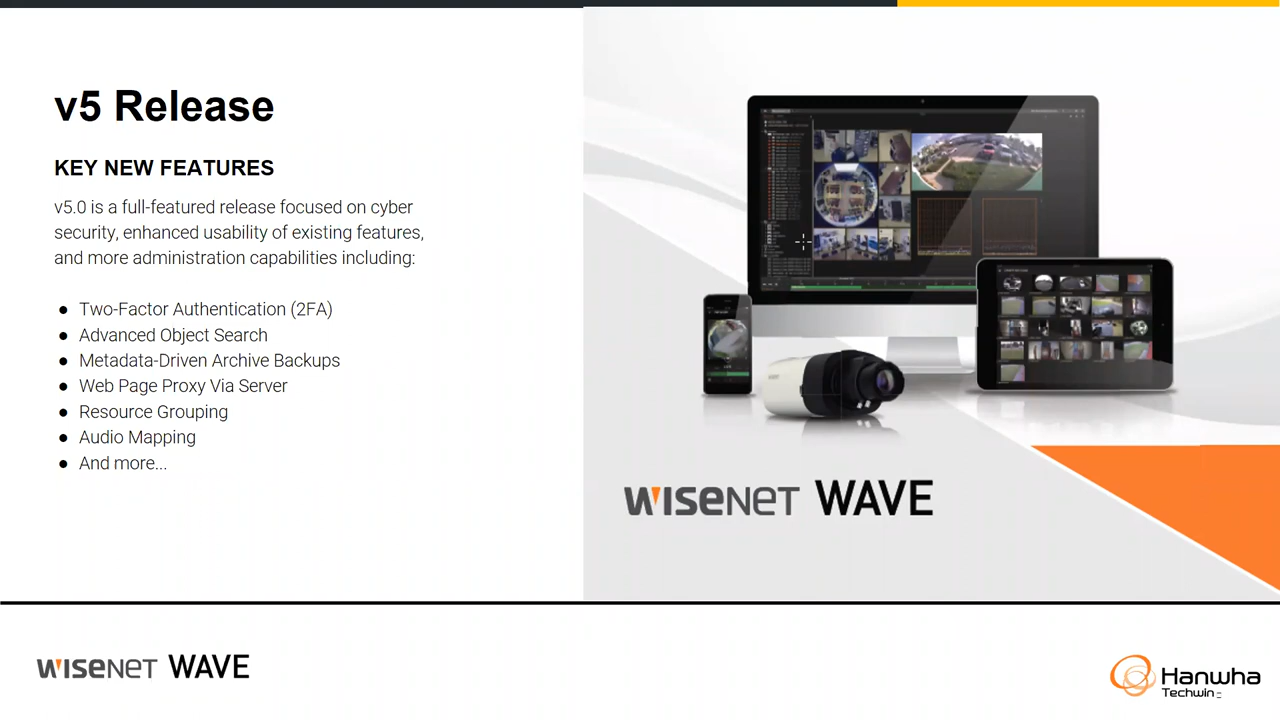 v5 Release
KEY NEW FEATURES
v5.0 is a full-featured release focused on cyber
security, enhanced usability of existing features,
and more administration capabilities including:
● Two-Factor Authentication (2FA)
● Advanced Object Search
● Metadata-Driven Archive Backups
● Web Page Proxy Via Server
● Resource Grouping
● Audio Mapping
● And more...
WISENET WAVE
WISENET WAVE
Hanwha
Techwin